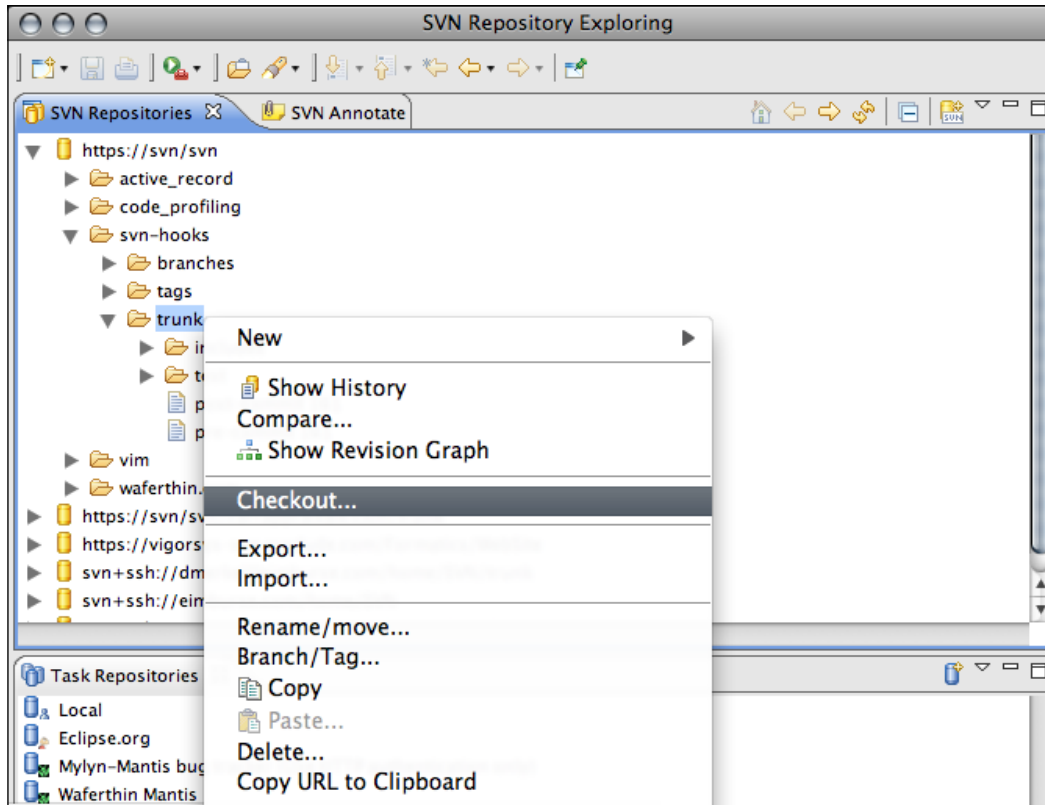 SVN Repository Exploring
SVN Repositories
SVN Annotate
SVN
https://svn/svn
active_record
code_profiling
svn-hooks
branches
tags
trunk
vim
waferthin.
https://svn/sv
https://vigors
svn+ssh://dm
svn+ssh://eim
New
Show History
Compare...
Show Revision Graph
Checkout...
Export...
Import...
Rename/move...
Branch/Tag...
Copy
Paste...
Delete...
Copy URL to Clipboard
Task Repositories
Local
Eclipse.org
Mylyn-Mantis bug
Waferthin Mantis